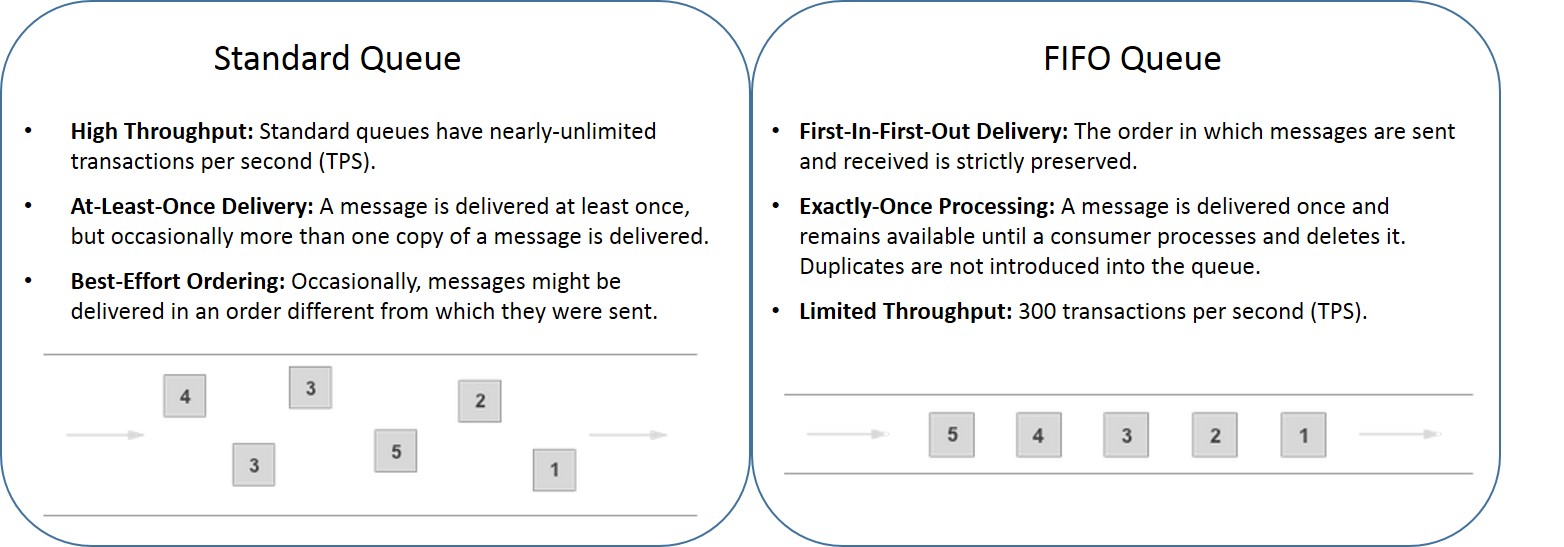 Standard Queue
• High Throughput: Standard queues have nearly-unlimited
transactions per second (TPS).
• At-Least-Once Delivery: A message is delivered at least once,
but occasionally more than one copy of a message is delivered.
• Best-Effort Ordering: Occasionally, messages might be
delivered in an order different from which they were sent.
4
3
2
3
5
1
FIFO Queue
• First-In-First-Out Delivery: The order in which messages are sent
and received is strictly preserved.
• Exactly-Once Processing: A message is delivered once and
remains available until a consumer processes and deletes it.
Duplicates are not introduced into the queue.
• Limited Throughput: 300 transactions per second (TPS).
5 4 3 2 1